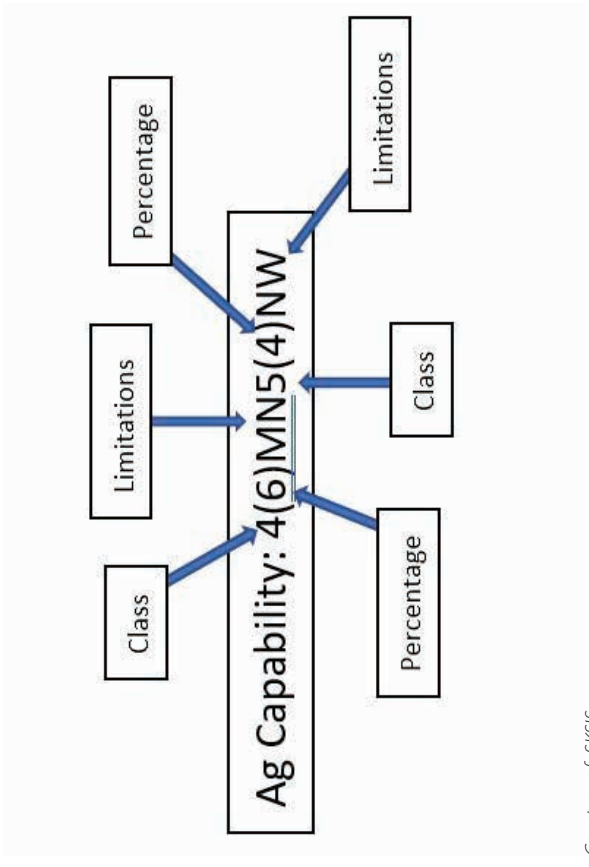 Class
Limitations
Percentage
Ag Capability: 4(6)MN5(4)NW
Percentage
Class
Limitations